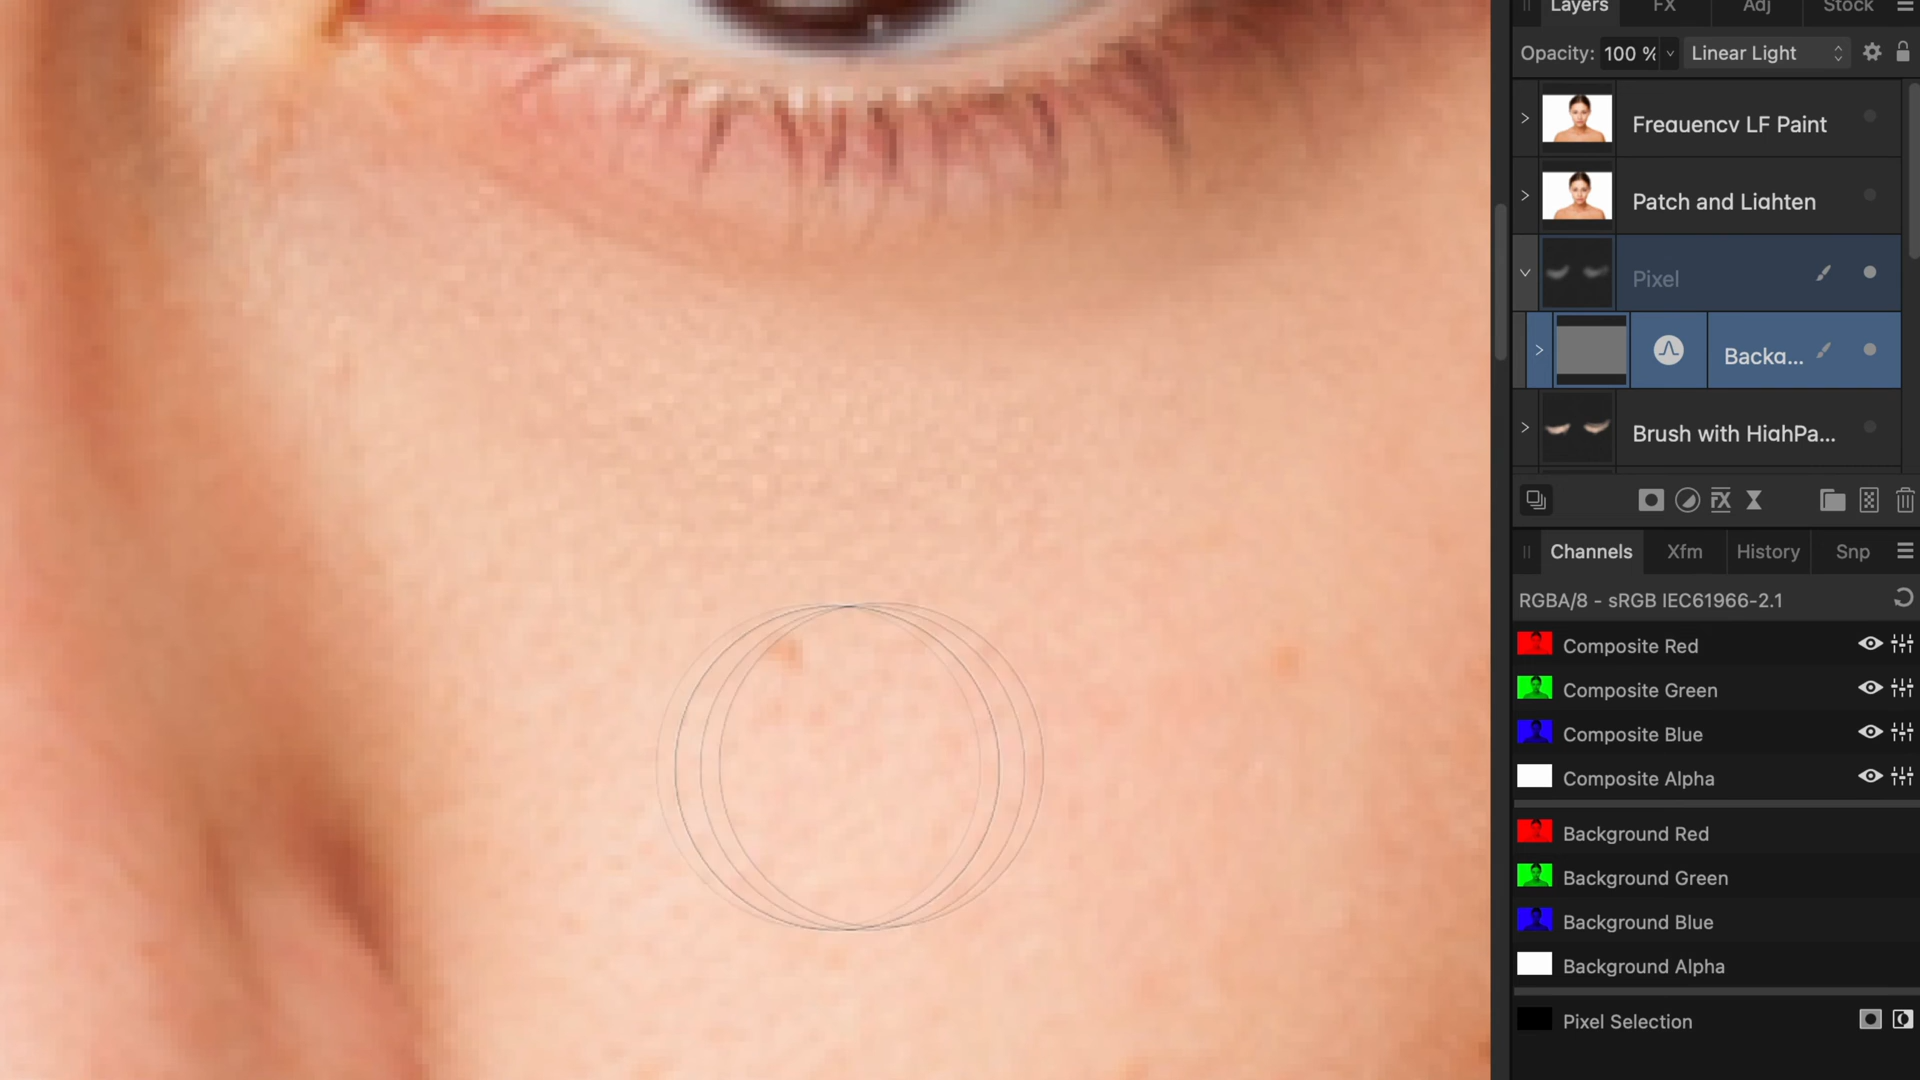 Layers FX Adj Stock
Opacity: 100 % Linear Light
Frequency LF Paint
Patch and Lighten
Pixel
Backg...
Brush with HighPa...
Channels Xfm History Snp
RGBA/8 - sRGB IEC61966-2.1
Composite Red
Composite Green
Composite Blue
Composite Alpha
Background Red
Background Green
Background Blue
Background Alpha
Pixel Selection